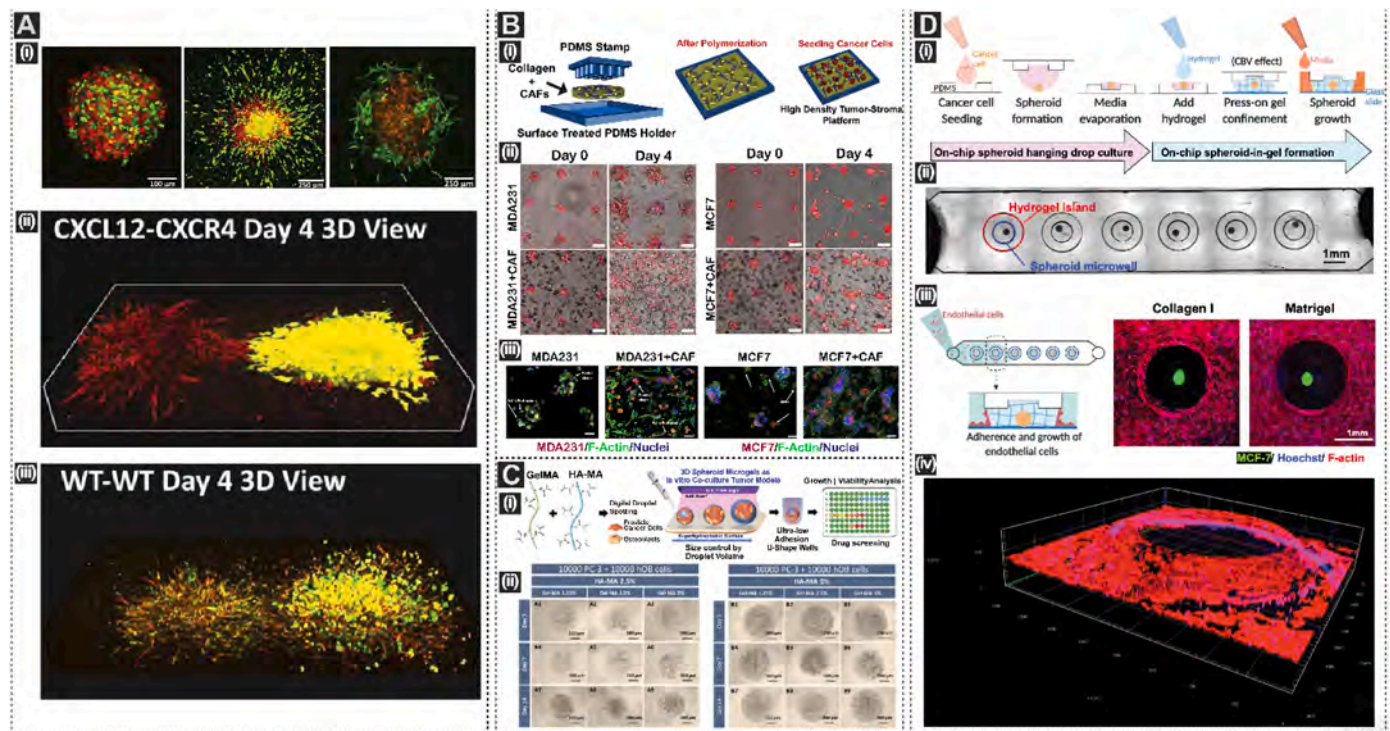 A
(i)
100 µm
250 µm
250 µm
(ii)
CXCL12-CXCR4 Day 4 3D View
(iii)
WT-WT Day 4 3D View
B
(i)
PDMS Stamp
Collagen
+
CAFs
Surface Treated PDMS Holder
After Polymerization
Seeding Cancer Cells
High Density Tumor-Stroma
Platform
(ii)
Day 0
Day 4
Day 0
Day 4
MDA231
MCF7
MDA231+CAF
MCF7+CAF
(iii)
MDA231
MDA231+CAF
MCF7
MCF7+CAF
MDA231/F-Actin/Nuclei
MCF7/F-Actin/Nuclei
C
(i)
GelMA
HA-MA
+
Digital Droplet
Spotting
Prostate
Cancer Cells
Osteoblasts
3D Spheroid Microgels as
In vitro Co-culture Tumor Models
Superhydrophobic Surface
Size control by
Droplet Volume
Ultra-low
Adhesion
U-Shape Wells
Growth | Viability Analysis
Drug screening
(ii)
10000 PC-3 + 10000 hOB cells
HA-MA 2.5%
10000 PC-3 + 10000 hOB cells
D
(i)
Cancer
cell
PDMS
Cancer cell
Seeding
Spheroid
formation
Media
evaporation
Hydrogel
Add
hydrogel
(CBV effect)
Press-on gel
confinement
Media
Glass
slide
Spheroid
growth
On-chip spheroid hanging drop culture
On-chip spheroid-in-gel formation
(ii)
Hydrogel island
Spheroid microwell
1mm
(iii)
Endothelial cells
Adherence and growth of
endothelial cells
Collagen I
Matrigel
1mm
MCF-7/ Hoechst/ F-actin
(iv)